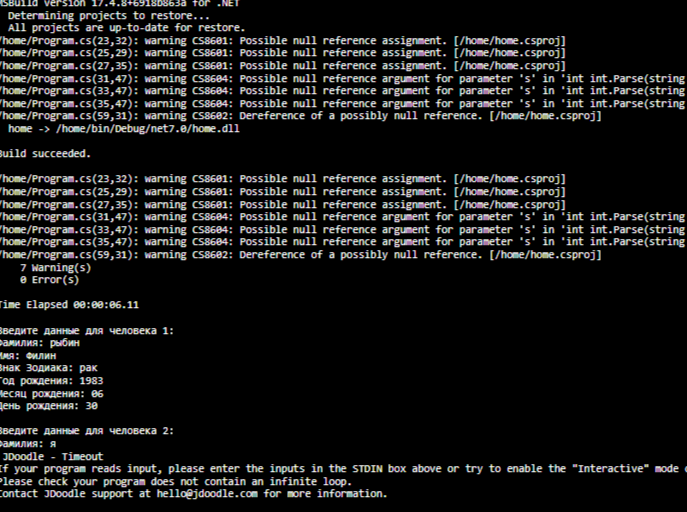 MSBuild version 17.4.8+6918b863a for .NET
Determining projects to restore...
All projects are up-to-date for restore.
/home/Program.cs(23,32): warning CS8601: Possible null reference assignment. [/home/home.csproj]
/home/Program.cs(25,29): warning CS8601: Possible null reference assignment. [/home/home.csproj]
/home/Program.cs(27,35): warning CS8601: Possible null reference assignment. [/home/home.csproj]
/home/Program.cs(31,47): warning CS8604: Possible null reference argument for parameter 's' in 'int int.Parse(string
/home/Program.cs(33,47): warning CS8604: Possible null reference argument for parameter 's' in 'int int.Parse(string
/home/Program.cs(35,47): warning CS8604: Possible null reference argument for parameter 's' in 'int int.Parse(string
/home/Program.cs(59,31): warning CS8602: Dereference of a possibly null reference. [/home/home.csproj]
home -> /home/bin/Debug/net7.0/home.dll
Build succeeded.
/home/Program.cs(23,32): warning CS8601: Possible null reference assignment. [/home/home.csproj]
/home/Program.cs(25,29): warning CS8601: Possible null reference assignment. [/home/home.csproj]
/home/Program.cs(27,35): warning CS8601: Possible null reference assignment. [/home/home.csproj]
/home/Program.cs(31,47): warning CS8604: Possible null reference argument for parameter 's' in 'int int.Parse(string
/home/Program.cs(33,47): warning CS8604: Possible null reference argument for parameter 's' in 'int int.Parse(string
/home/Program.cs(35,47): warning CS8604: Possible null reference argument for parameter 's' in 'int int.Parse(string
/home/Program.cs(59,31): warning CS8602: Dereference of a possibly null reference. [/home/home.csproj]
7 Warning(s)
0 Error(s)
Time Elapsed 00:00:06.11
Введите данные для человека 1:
Фамилия: рыбин
Имя: Филин
Знак Зодиака: рак
Год рождения: 1983
Месяц рождения: 06
День рождения: 30
Введите данные для человека 2:
Фамилия: я
JDoodle - Timeout
If your program reads input, please enter the inputs in the STDIN box above or try to enable the "Interactive" mode
Please check your program does not contain an infinite loop.
Contact JDoodle support at hello@jdoodle.com for more information.